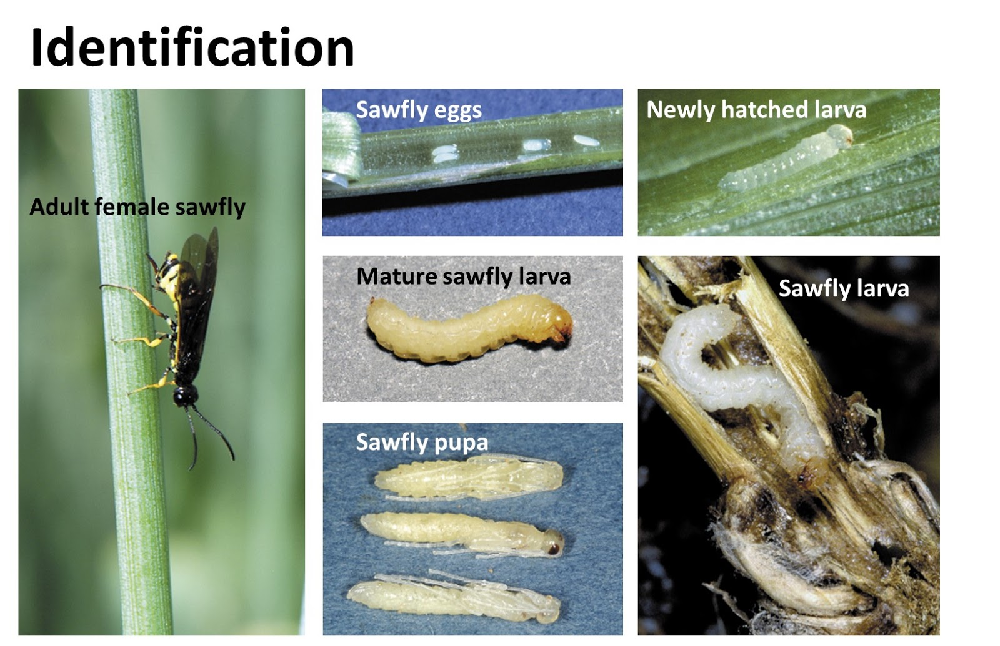 Identification
Adult female sawfly
Sawfly eggs
Newly hatched larva
Mature sawfly larva
Sawfly larva
Sawfly pupa